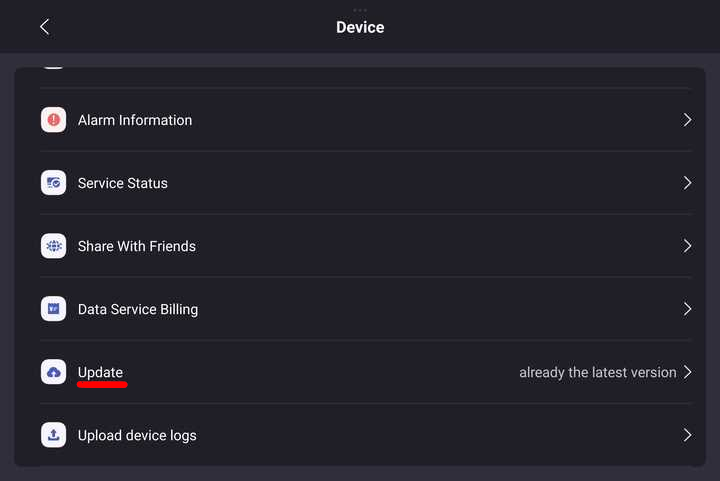 Device
Alarm Information
Service Status
Share With Friends
Data Service Billing
Update already the latest version
Upload device logs